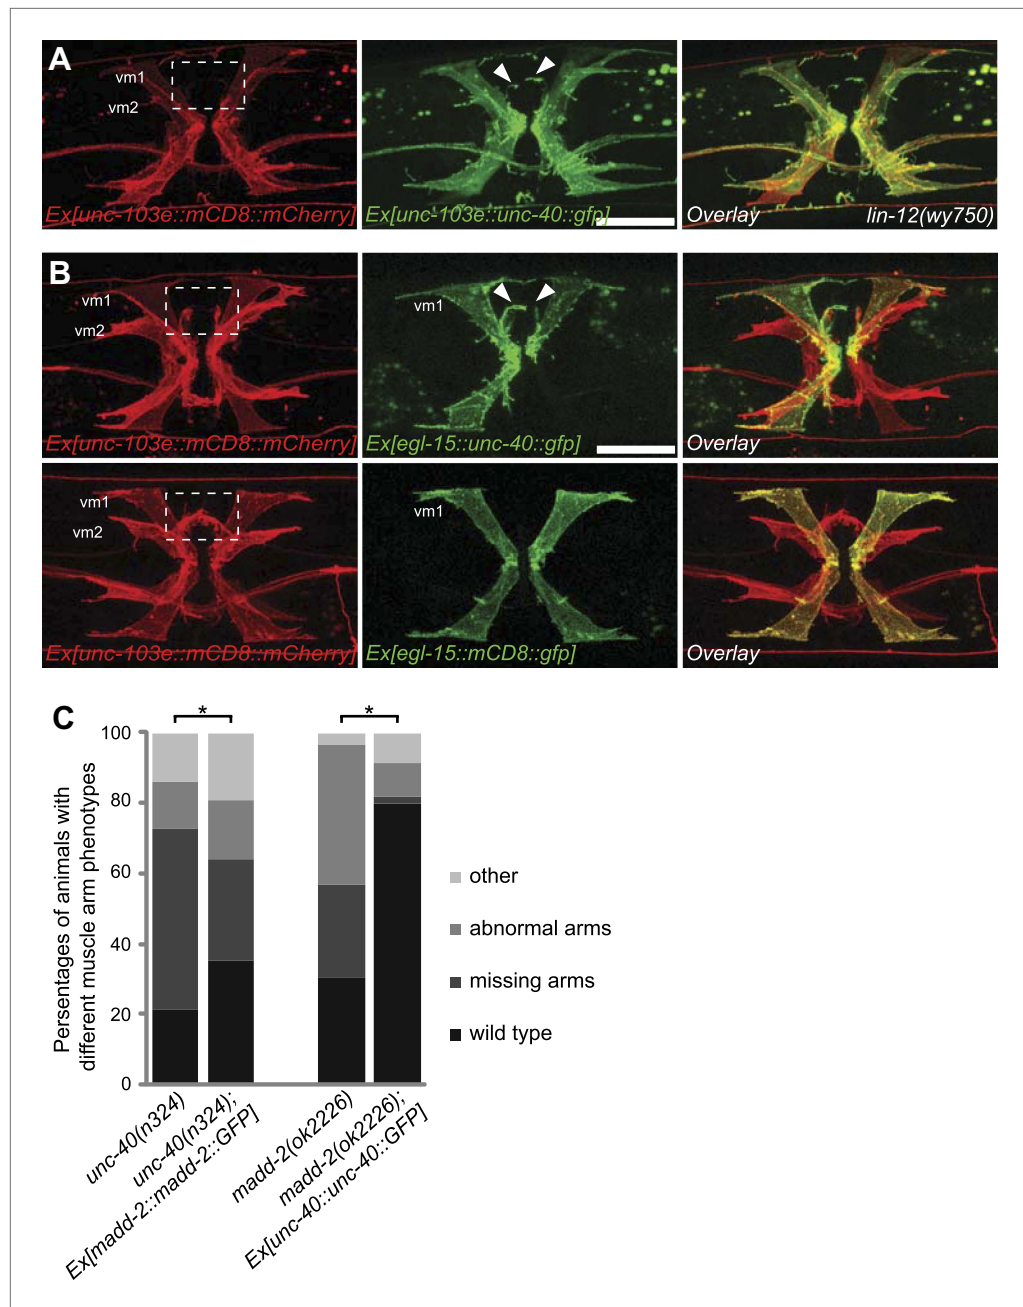 A
vm1
vm2
Ex[unc-103e::mCD8::mCherry]
Ex[unc-103e::unc-40::gfp]
Overlay
lin-12(wy750)
B
vm1
vm2
Ex[unc-103e::mCD8::mCherry]
vm1
Ex[egl-15::unc-40::gfp]
Overlay
vm1
vm2
Ex[unc-103e::mCD8::mCherry]
vm1
Ex[egl-15::mCD8::gfp]
Overlay
C
Persentages of animals with
different muscle arm phenotypes
100
80
60
40
20
0
*
*
other
abnormal arms
missing arms
wild type
unc-40(n324)
unc-40(n324);
Ex[madd-2::madd-2::GFP]
madd-2(ok2226)
madd-2(ok2226);
Ex[unc-40::unc-40::GFP]